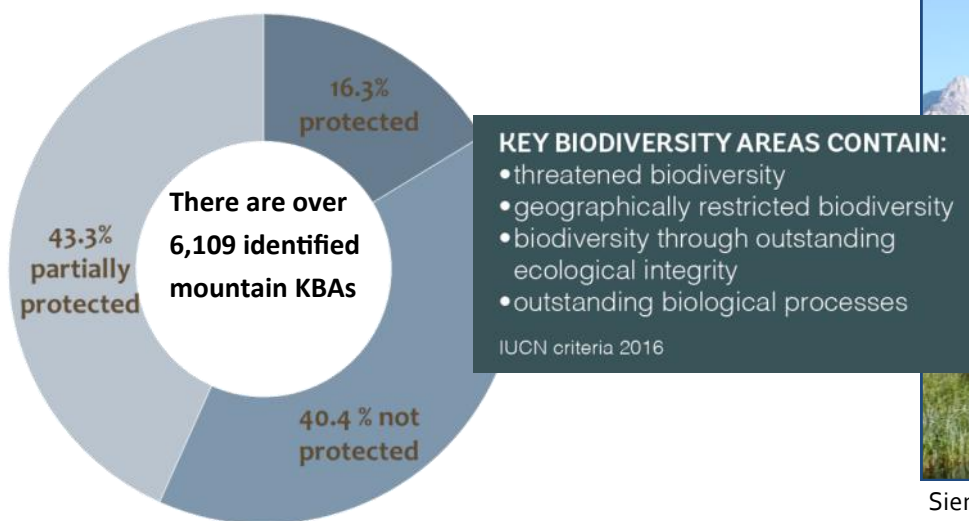 16.3%
protected
There are over
6,109 identified
mountain KBAs
43.3%
partially
protected
40.4 % not
protected
KEY BIODIVERSITY AREAS CONTAIN:
•threatened biodiversity
•geographically restricted biodiversity
•biodiversity through outstanding
ecological integrity
•outstanding biological processes
IUCN criteria 2016